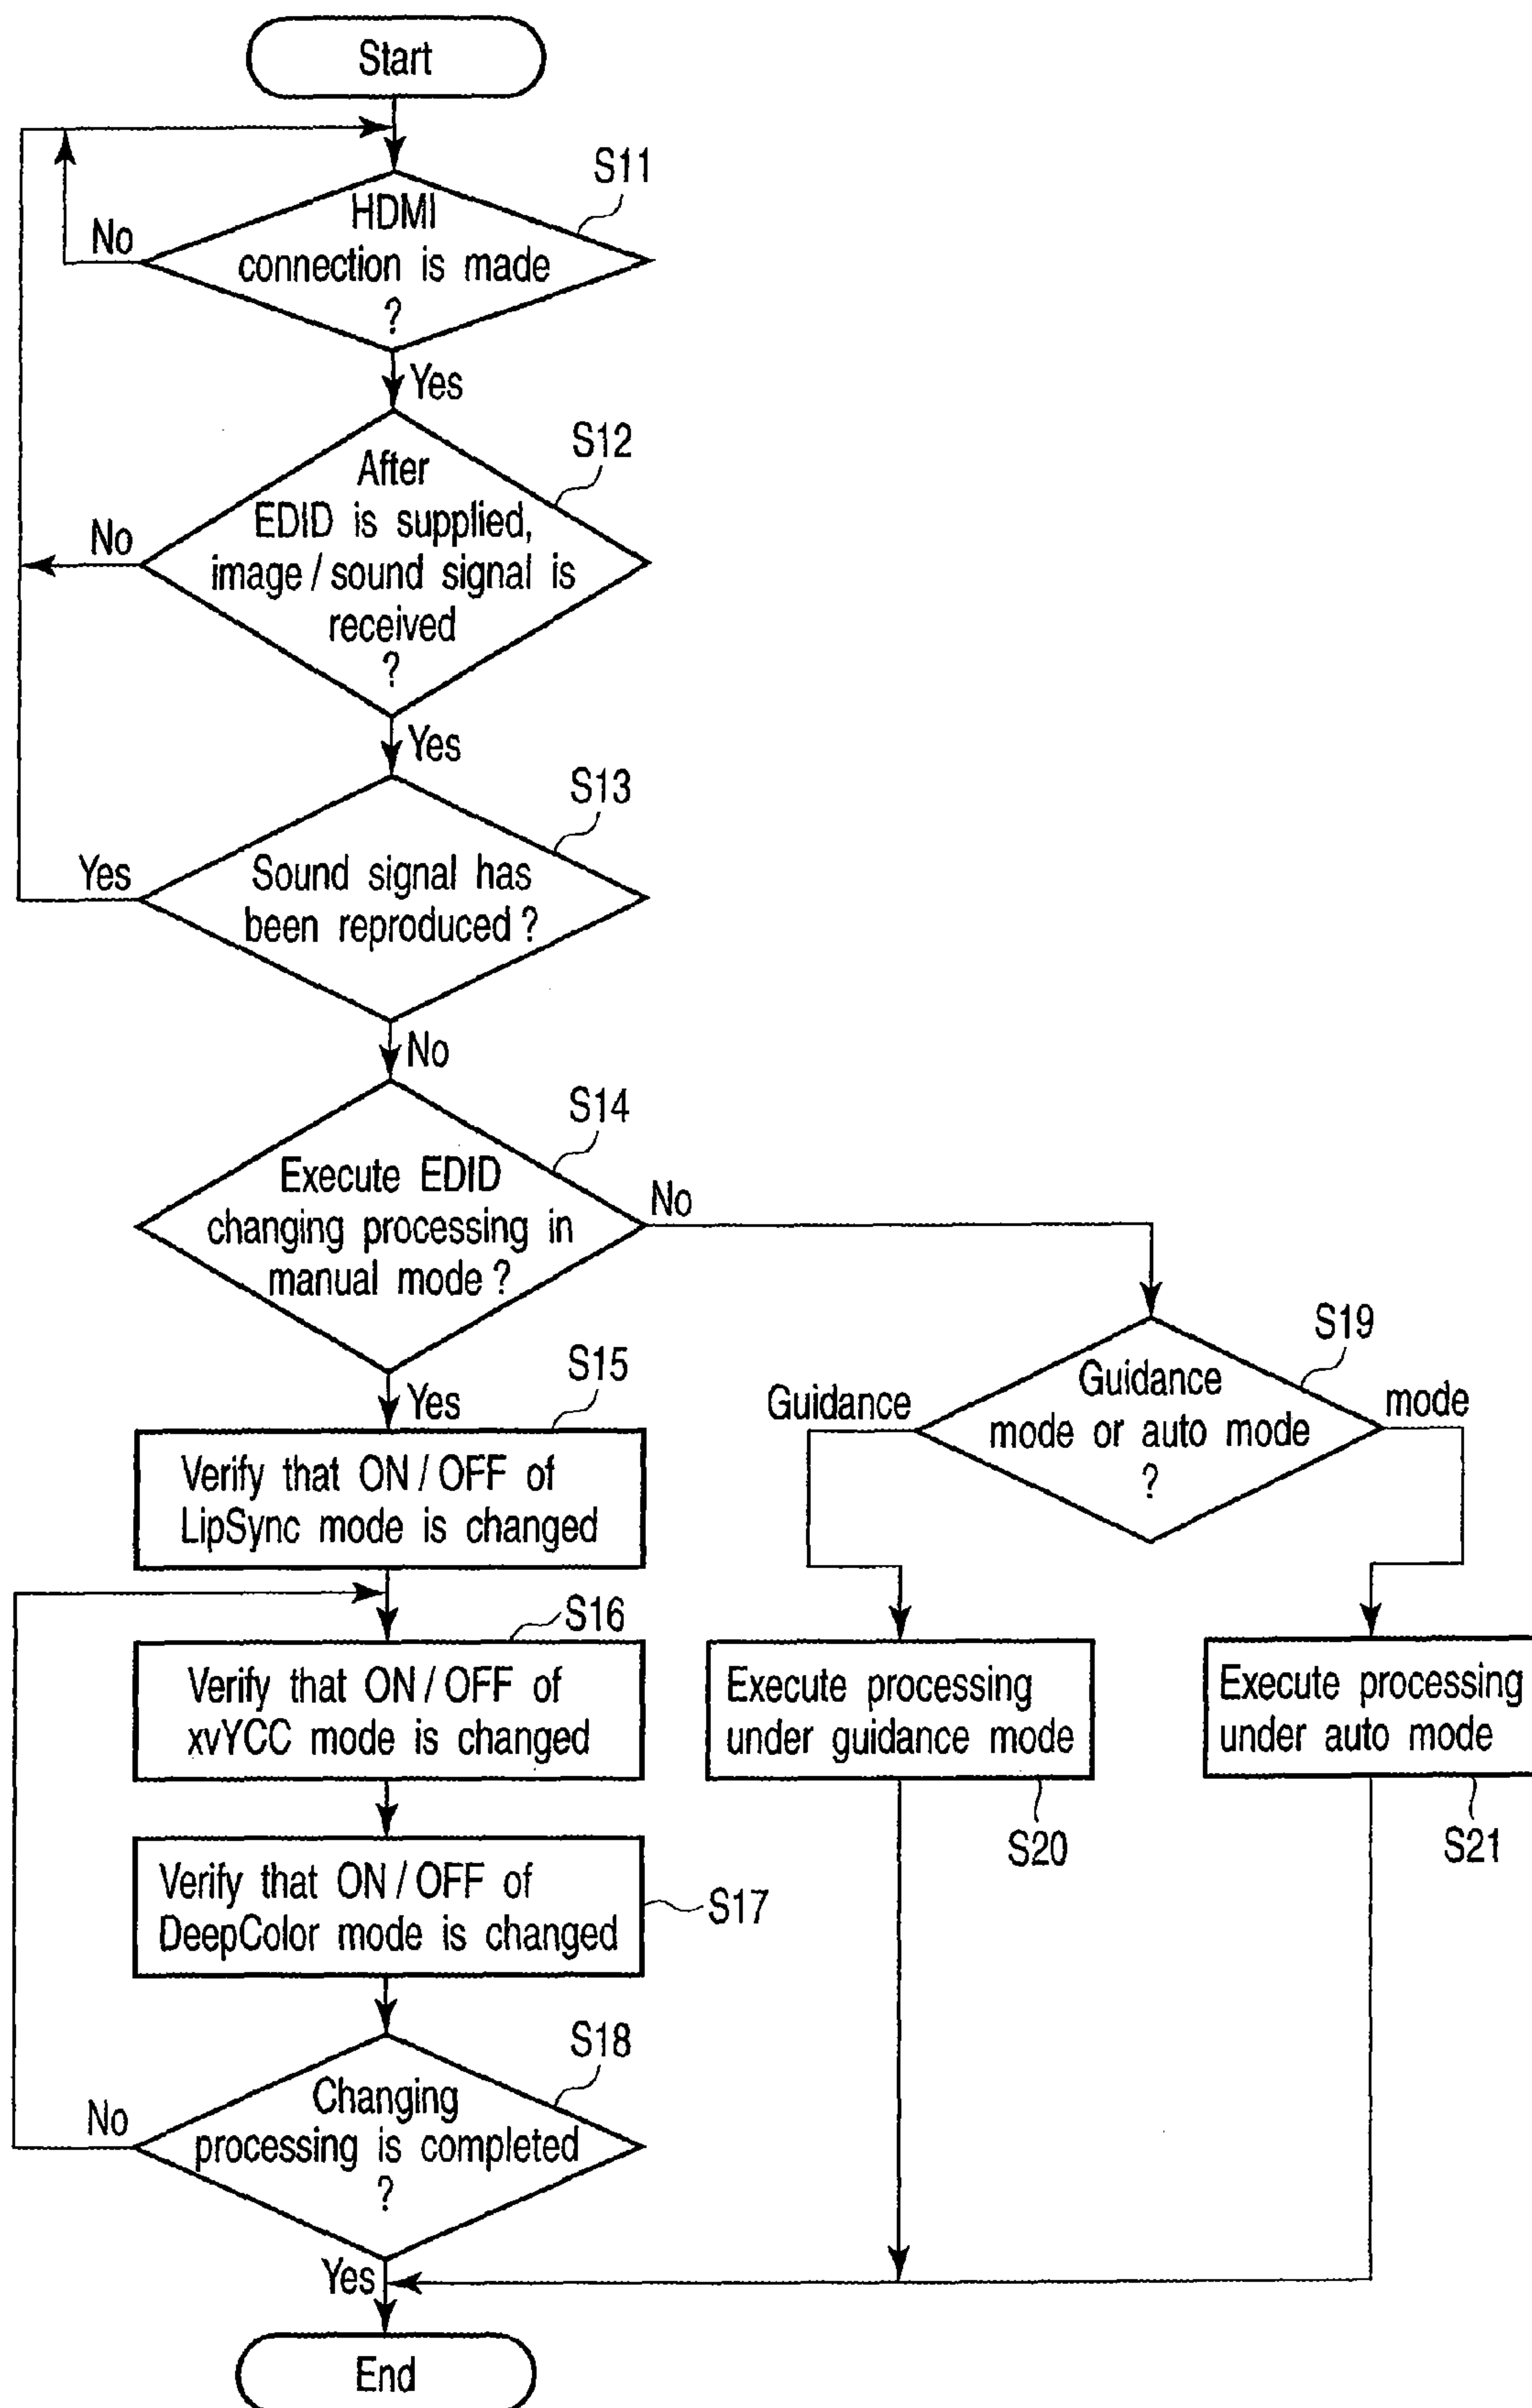 Start
S11
HDMI
connection is made
?
No
Yes
S12
After
EDID is supplied,
image / sound signal is
received
?
No
Yes
S13
Sound signal has
been reproduced ?
Yes
No
S14
Execute EDID
changing processing in
manual mode ?
No
Yes
S15
Verify that ON / OFF of
LipSync mode is changed
S19
Guidance
mode or auto mode
?
Guidance
mode
S16
Verify that ON / OFF of
xvYCC mode is changed
Execute processing
under guidance mode
S20
Execute processing
under auto mode
S21
Verify that ON / OFF of
DeepColor mode is changed
S17
S18
Changing
processing is completed
?
No
Yes
End